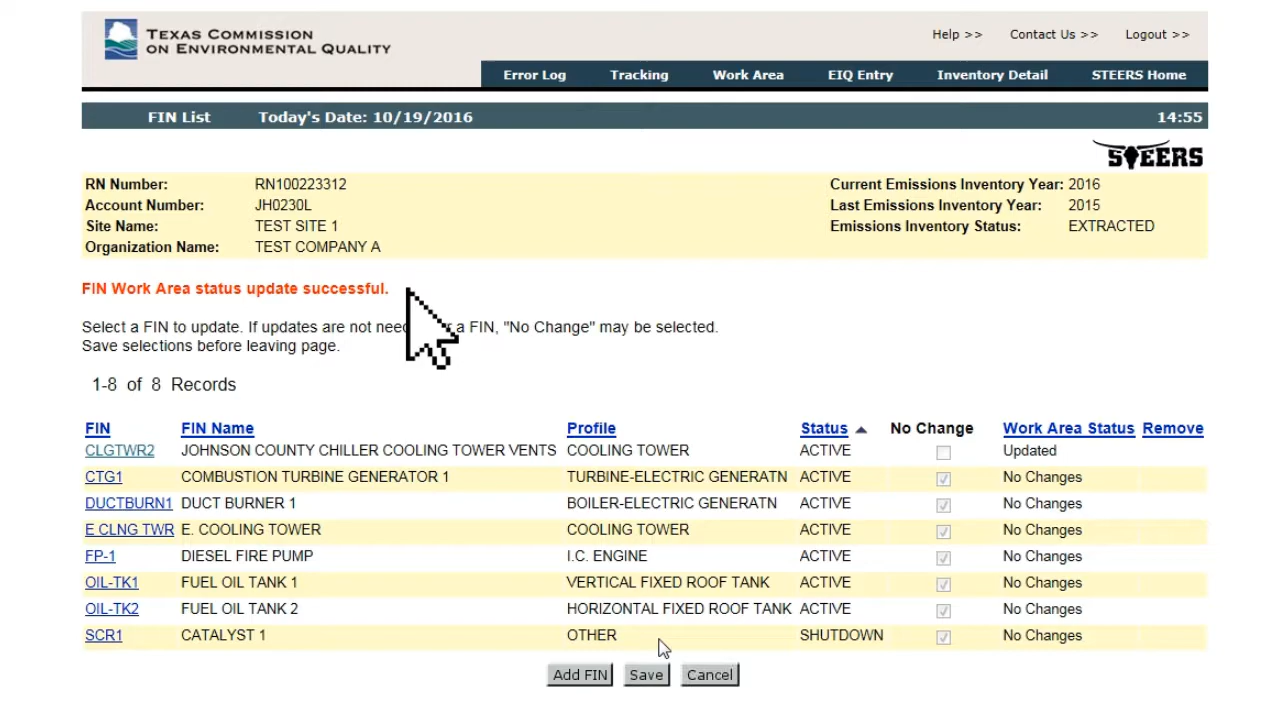 TEXAS COMMISSION
ON ENVIRONMENTAL QUALITY
Help >> Contact Us >> Logout >>
Error Log Tracking Work Area EIQ Entry Inventory Detail STEERS Home
FIN List Today's Date: 10/19/2016 14:55
STEERS
RN Number: RN100223312 Current Emissions Inventory Year: 2016
Account Number: JH0230L Last Emissions Inventory Year: 2015
Site Name: TEST SITE 1 Emissions Inventory Status: EXTRACTED
Organization Name: TEST COMPANY A
FIN Work Area status update successful.
Select a FIN to update. If updates are not a FIN, "No Change" may be selected.
Save selections before leaving page.
1-8 of 8 Records
FIN FIN Name Profile Status No Change Work Area Status Remove
CLGTWR2 JOHNSON COUNTY CHILLER COOLING TOWER VENTS COOLING TOWER ACTIVE Updated
CTG1 COMBUSTION TURBINE GENERATOR 1 TURBINE-ELECTRIC GENERATN ACTIVE No Changes
DUCTBURN1 DUCT BURNER 1 BOILER-ELECTRIC GENERATN ACTIVE No Changes
E CLNG TWR E. COOLING TOWER COOLING TOWER ACTIVE No Changes
FP-1 DIESEL FIRE PUMP I.C. ENGINE ACTIVE No Changes
OIL-TK1 FUEL OIL TANK 1 VERTICAL FIXED ROOF TANK ACTIVE No Changes
OIL-TK2 FUEL OIL TANK 2 HORIZONTAL FIXED ROOF TANK ACTIVE No Changes
SCR1 CATALYST 1 OTHER SHUTDOWN No Changes
Add FIN Save Cancel